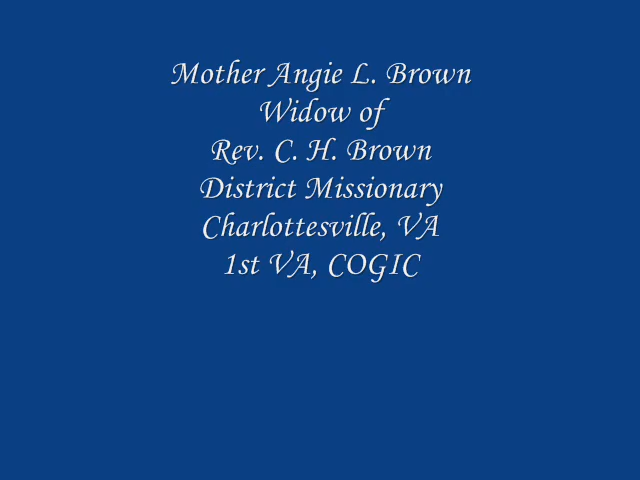 Mother Angie L. Brown
Widow of
Rev. C. H. Brown
District Missionary
Charlottesville, VA
1st VA, COGIC